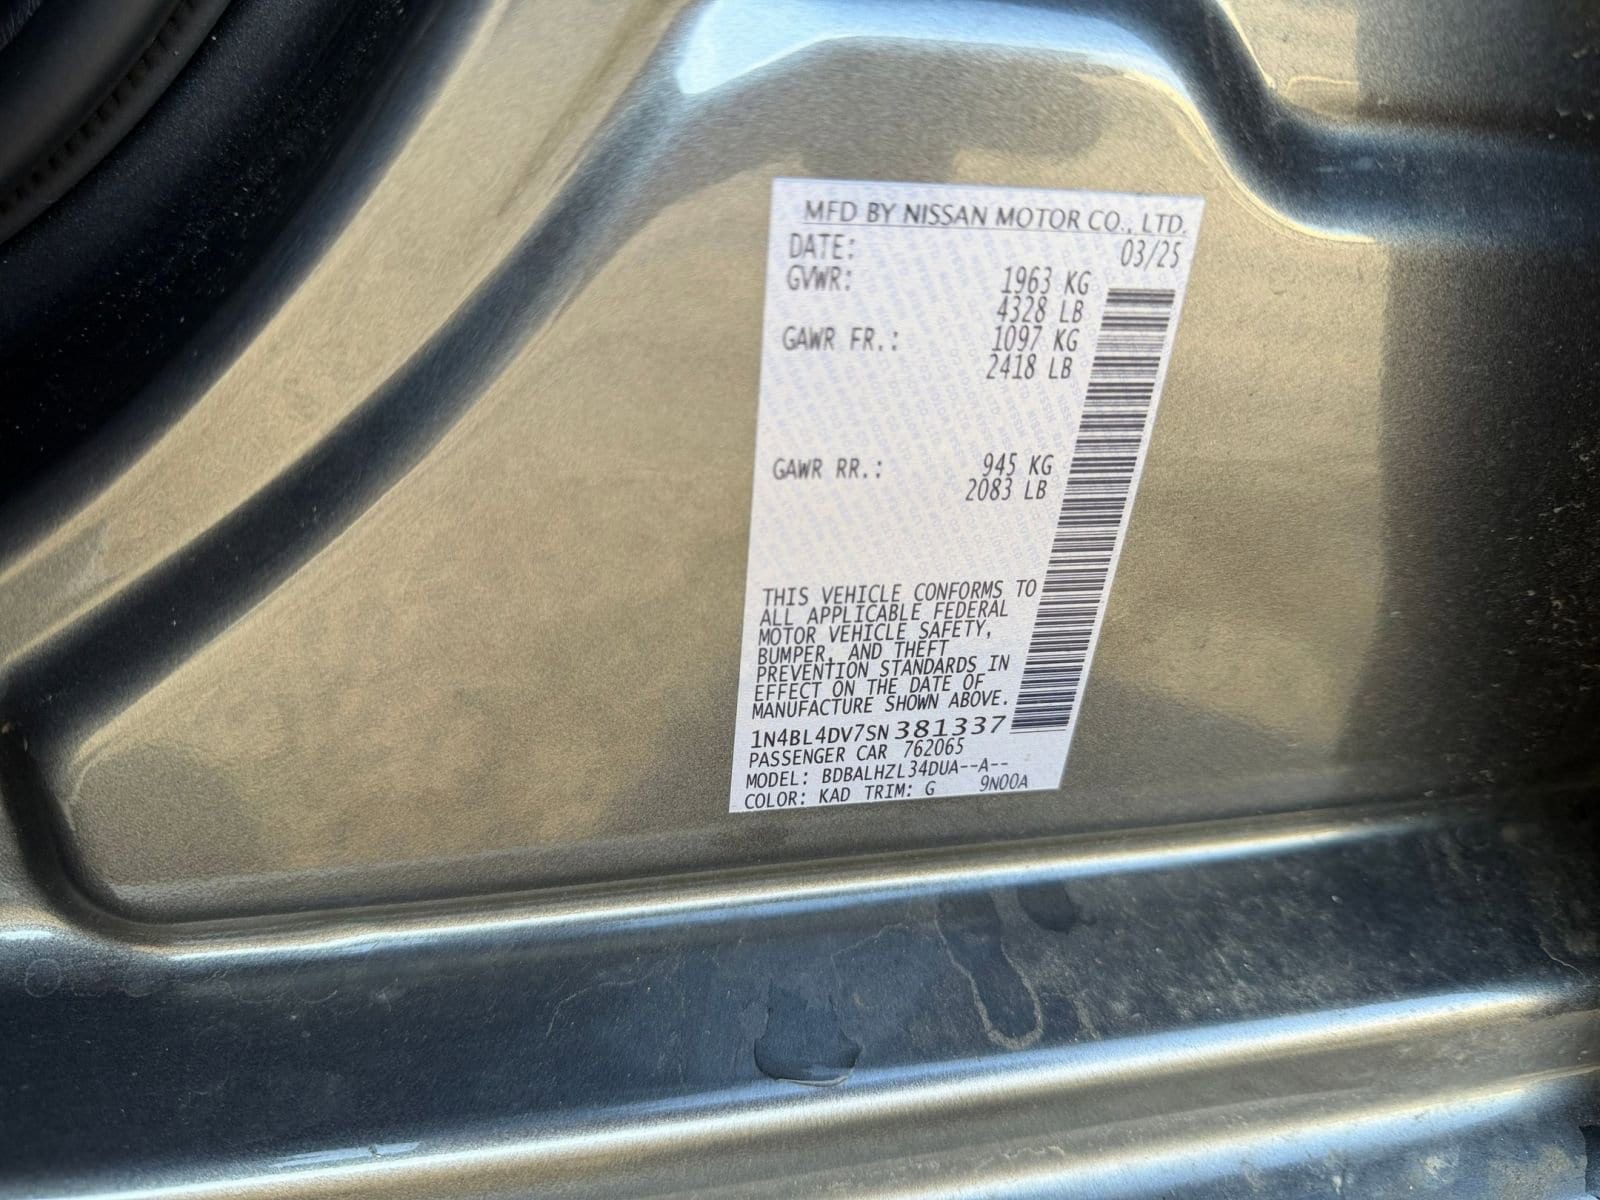 MFD BY NISSAN MOTOR CO., LTD.
DATE: 03/25
GVWR: 1963 KG
4328 LB
GAWR FR.: 1097 KG
2418 LB
GAWR RR.: 945 KG
2083 LB
THIS VEHICLE CONFORMS TO
ALL APPLICABLE FEDERAL
MOTOR VEHICLE SAFETY,
BUMPER, AND THEFT
PREVENTION STANDARDS IN
EFFECT ON THE DATE OF
MANUFACTURE SHOWN ABOVE.
1N4BL4DV7SN381337
PASSENGER CAR 762065
MODEL: BDBALHZL34DUA--A--
COLOR: KAD TRIM: G 9N00A